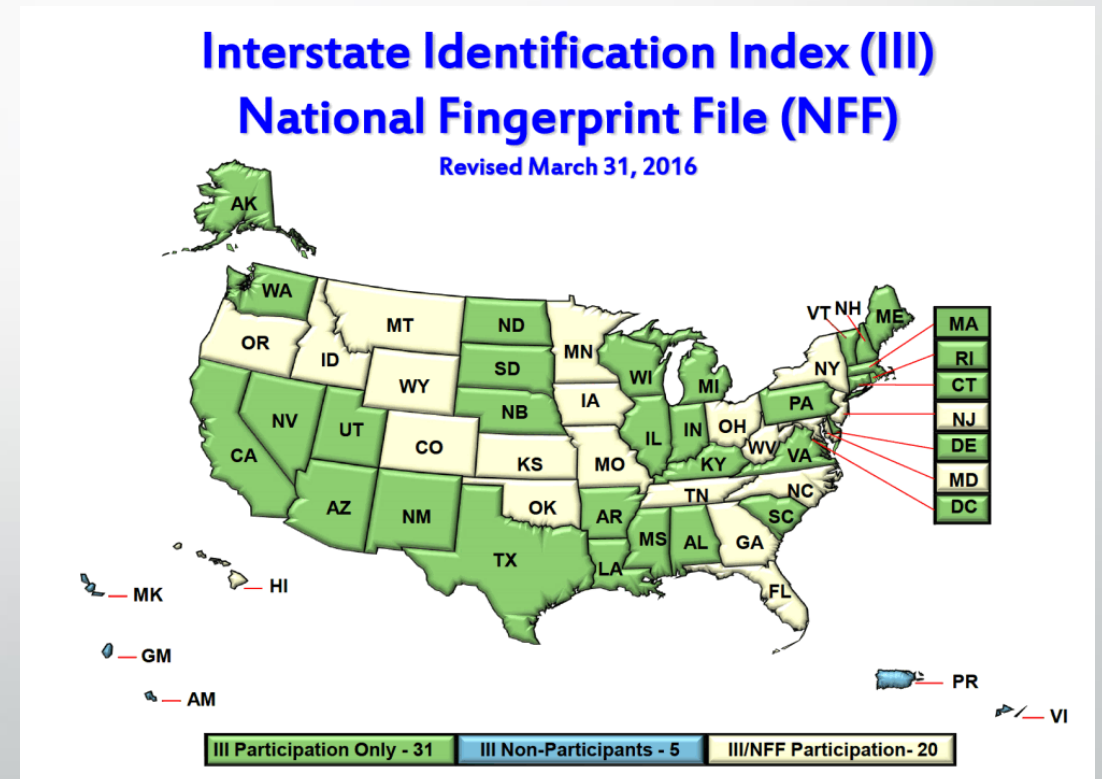 Interstate Identification Index (III)
National Fingerprint File (NFF)
Revised March 31, 2016
AK
WA
MT
ND
MN
OR
ID
WY
SD
WI
MI
VT
NH
ME
NY
MA
RI
CT
NJ
DE
MD
DC
NV
UT
CO
NB
IA
IL
IN
OH
PA
WV
VA
CA
KS
MO
KY
AZ
NM
OK
AR
TN
NC
SC
TX
LA
MS
AL
GA
FL
HI
MK
GM
AM
PR
VI
III Participation Only - 31
III Non-Participants - 5
III/NFF Participation- 20